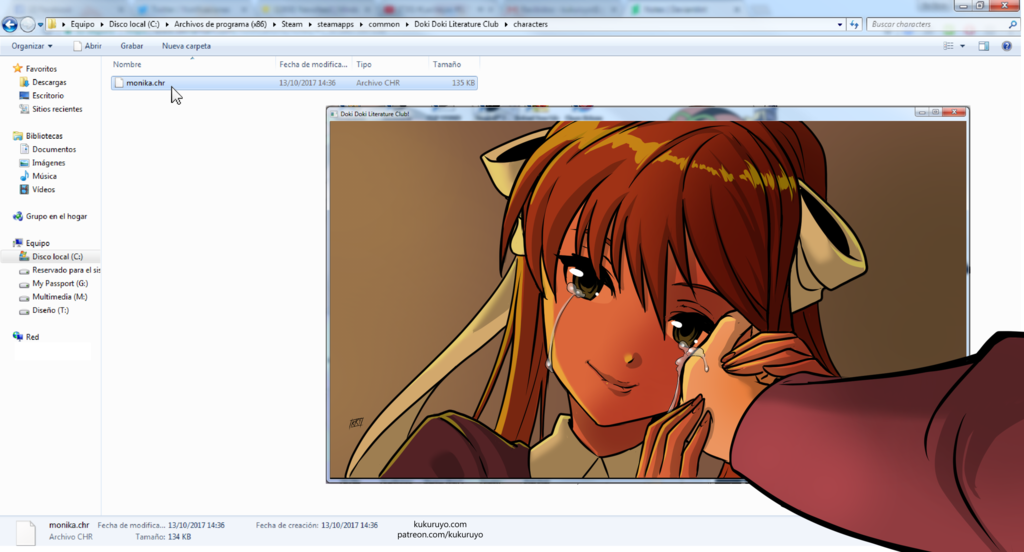 Equipo ▸ Disco local (C:) ▸ Archivos de programa (x86) ▸ Steam ▸ steamapps ▸ common ▸ Doki Doki Literature Club ▸ characters
Buscar characters
Organizar Abrir Grabar Nueva carpeta
Nombre Fecha de modifica... Tipo Tamaño
monika.chr 13/10/2017 14:36 Archivo CHR 135 KB
Favoritos
Descargas
Escritorio
Sitios recientes
Bibliotecas
Documentos
Imágenes
Música
Vídeos
Grupo en el hogar
Equipo
Disco local (C:)
Reservado para el sis
My Passport (G:)
Multimedia (M:)
Diseño (T:)
Red
Doki Doki Literature Club!
monika.chr Fecha de modifica... 13/10/2017 14:36 Fecha de creación: 13/10/2017 14:36
Archivo CHR Tamaño: 134 KB
kukuruyo.com
patreon.com/kukuruyo